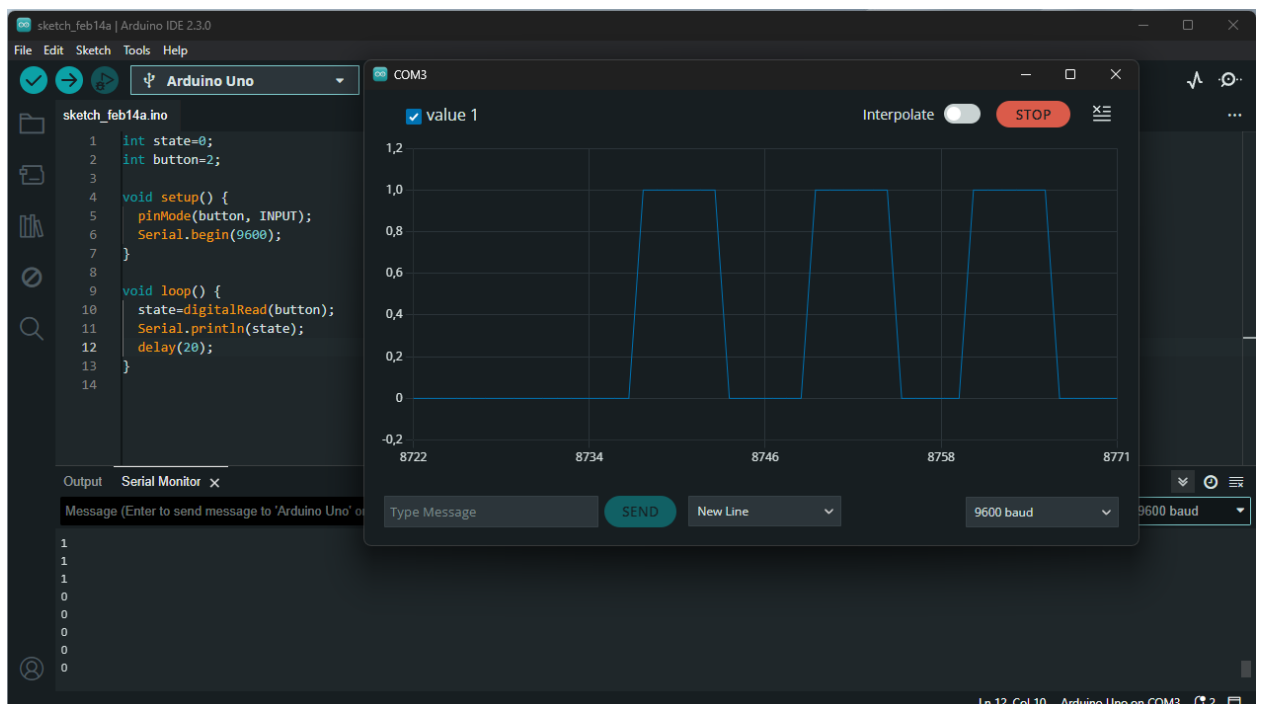 sketch_feb14a | Arduino IDE 2.3.0
File Edit Sketch Tools Help
Arduino Uno
sketch_feb14a.ino
1 int state=0;
2 int button=2;
3
4 void setup() {
5 pinMode(button, INPUT);
6 Serial.begin(9600);
7 }
8
9 void loop() {
10 state=digitalRead(button);
11 Serial.println(state);
12 delay(20);
13 }
14
COM3
value 1
Interpolate
STOP
1,2
1,0
0,8
0,6
0,4
0,2
0
-0,2
8722 8734 8746 8758 8771
Type Message
SEND
New Line
9600 baud
Output Serial Monitor
Message (Enter to send message to 'Arduino Uno'
9600 baud
1
1
1
0
0
0
0
0
Ln 12, Col 10 Arduino Uno on COM3 2